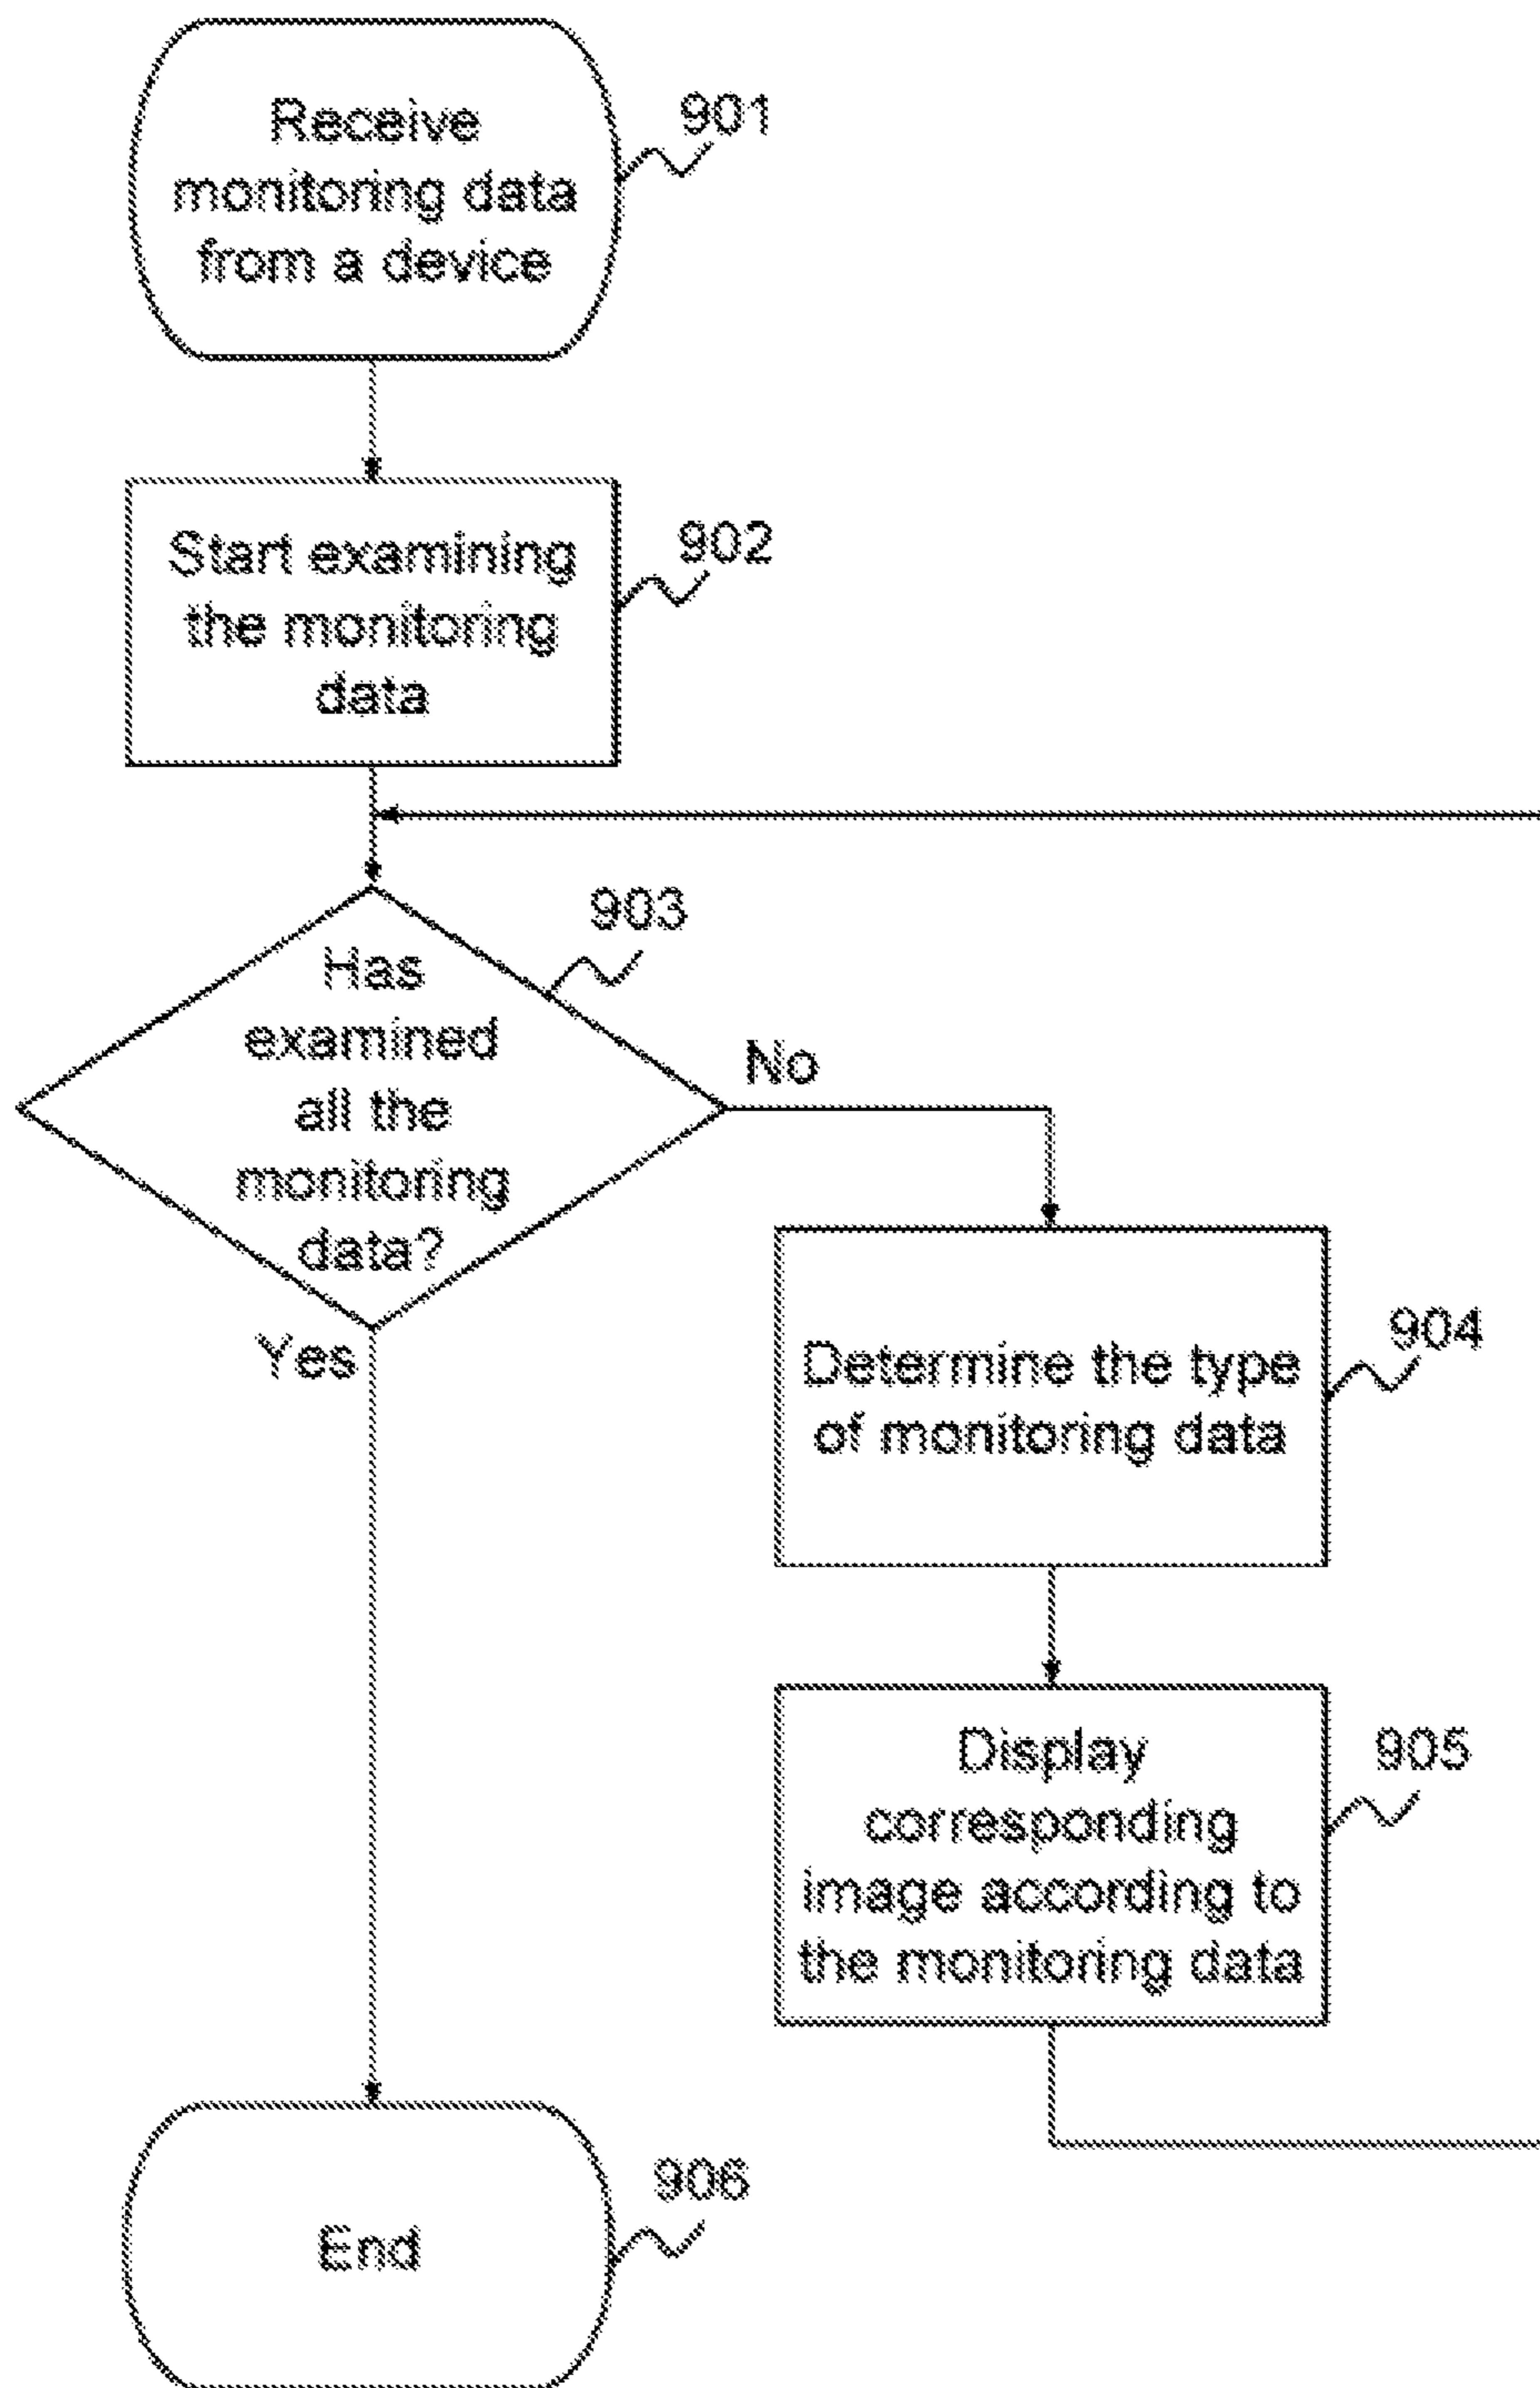 Receive
monitoring data
from a device
901
Start examining
the monitoring
data
902
903
Has
examined
all the
monitoring
data?
No
Yes
Determine the type
of monitoring data
904
Display
corresponding
image according to
the monitoring data
905
End
906